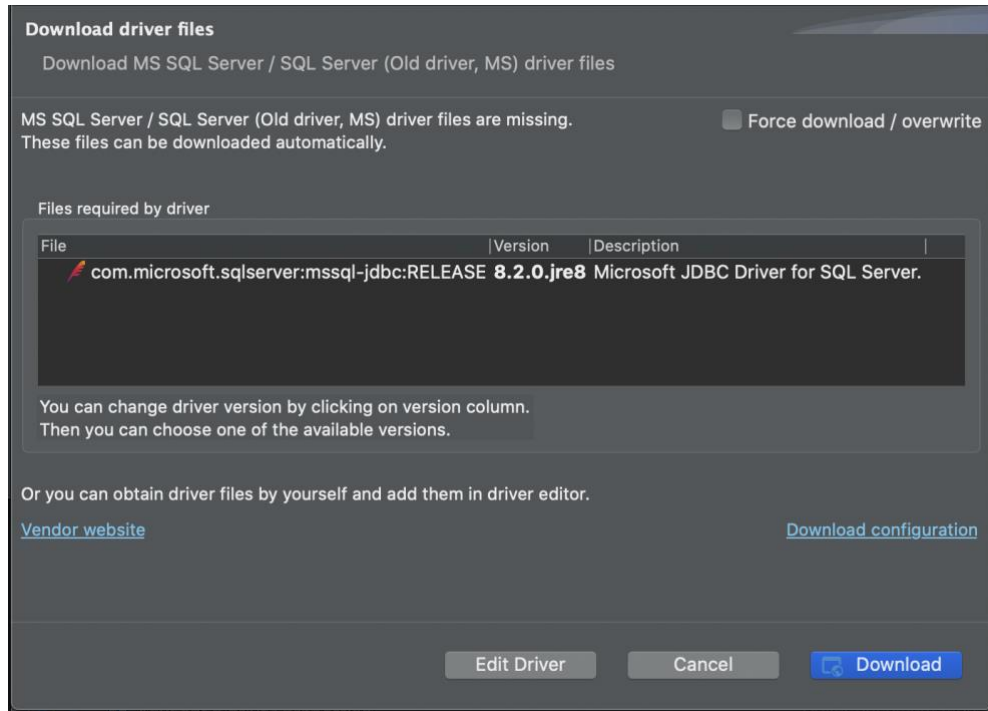 Download driver files
Download MS SQL Server / SQL Server (Old driver, MS) driver files
MS SQL Server / SQL Server (Old driver, MS) driver files are missing.
These files can be downloaded automatically.
Force download / overwrite
Files required by driver
File Version Description
com.microsoft.sqlserver:mssql-jdbc:RELEASE 8.2.0.jre8 Microsoft JDBC Driver for SQL Server.
You can change driver version by clicking on version column.
Then you can choose one of the available versions.
Or you can obtain driver files by yourself and add them in driver editor.
Vendor website Download configuration
Edit Driver Cancel Download